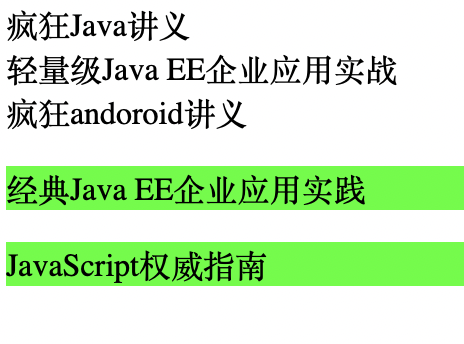 疯狂Java讲义
轻量级Java EE企业应用实战
疯狂andoroid讲义
经典Java EE企业应用实践
JavaScript权威指南